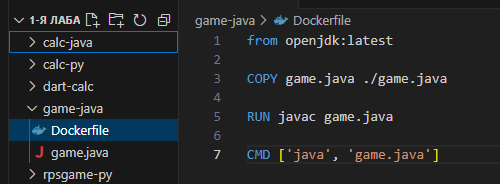 1-Я ЛАБА
calc-java
calc-py
dart-calc
game-java
Dockerfile
game.java
rpsgame-py
game-java > Dockerfile
1 from openjdk:latest
2
3 COPY game.java ./game.java
4
5 RUN javac game.java
6
7 CMD ['java', 'game.java']